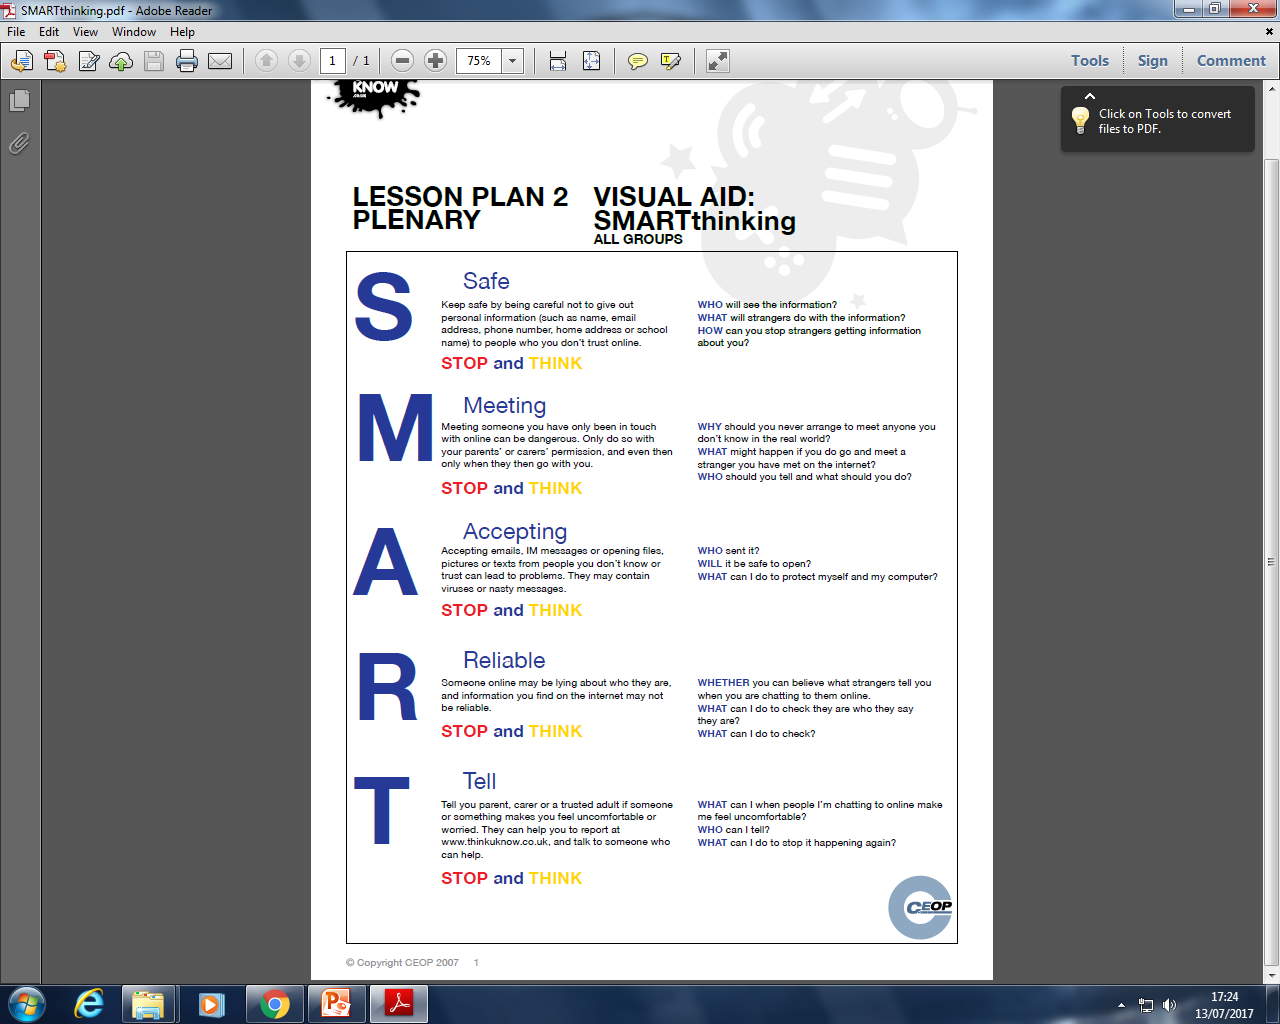 SMARTthinking.pdf - Adobe Reader
File Edit View Window Help
1 / 1 75% Tools Sign Comment
Click on Tools to convert
files to PDF.
KNOW
LESSON PLAN 2
PLENARY
VISUAL AID:
SMARTthinking
ALL GROUPS
S
Safe
Keep safe by being careful not to give out
personal information (such as name, email
address, phone number, home address or school
name) to people who you don't trust online.
STOP and THINK
WHO will see the information?
WHAT will strangers do with the information?
HOW can you stop strangers getting information
about you?
M
Meeting
Meeting someone you have only been in touch
with online can be dangerous. Only do so with
your parents' or carers' permission, and even then
only when they then go with you.
STOP and THINK
WHY should you never arrange to meet anyone you
don't know in the real world?
WHAT might happen if you do go and meet a
stranger you have met on the internet?
WHO should you tell and what should you do?
A
Accepting
Accepting emails, IM messages or opening files,
pictures or texts from people you don't know or
trust can lead to problems. They may contain
viruses or nasty messages.
STOP and THINK
WHO sent it?
WILL it be safe to open?
WHAT can I do to protect myself and my computer?
R
Reliable
Someone online may be lying about who they are,
and information you find on the internet may not
be reliable.
STOP and THINK
WHETHER you can believe what strangers tell you
when you are chatting to them online.
WHAT can I do to check they are who they say
they are?
WHAT can I do to check?
T
Tell
Tell you parent, carer or a trusted adult if someone
or something makes you feel uncomfortable or
worried. They can help you to report at
www.thinkuknow.co.uk, and talk to someone who
can help.
STOP and THINK
WHAT can I when people I'm chatting to online make
me feel uncomfortable?
WHO can I tell?
WHAT can I do to stop it happening again?
CEOP
© Copyright CEOP 2007 1
17:24
13/07/2017